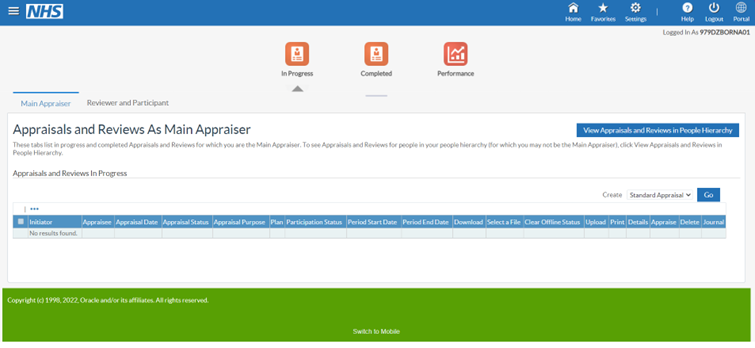 NHS
Home Favorites Settings Help Logout Portal
Logged In As 979DZBORNA01
In Progress Completed Performance
Main Appraiser Reviewer and Participant
Appraisals and Reviews As Main Appraiser
View Appraisals and Reviews in People Hierarchy
These tabs list in progress and completed Appraisals and Reviews for which you are the Main Appraiser. To see Appraisals and Reviews for people in your people hierarchy (for which you may not be the Main Appraiser), click View Appraisals and Reviews in
People Hierarchy.
Appraisals and Reviews In Progress
Create Standard Appraisal Go
Initiator Appraisee Appraisal Date Appraisal Status Appraisal Purpose Plan Participation Status Period Start Date Period End Date Download Select a File Clear Offline Status Upload Print Details Appraise Delete Journal
No results found.
Copyright (c) 1998, 2022, Oracle and/or its affiliates. All rights reserved.
Switch to Mobile